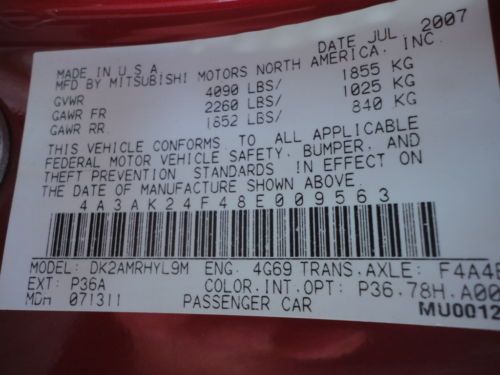 DATE JUL 2007
MADE IN U.S.A.
MFD BY MITSUBISHI MOTORS NORTH AMERICA, INC.
GVWR 4090 LBS/ 1855 KG
GAWR FR 2260 LBS/ 1025 KG
GAWR RR 1852 LBS/ 840 KG
THIS VEHICLE CONFORMS TO ALL APPLICABLE
FEDERAL MOTOR VEHICLE SAFETY, BUMPER, AND
THEFT PREVENTION STANDARDS IN EFFECT ON
THE DATE OF MANUFACTURE SHOWN ABOVE.
4A3AK24F48E009563
MODEL: DK2AMRHYL9M ENG. 4G69 TRANS.AXLE: F4A4B
EXT: P36A COLOR.INT.OPT: P36.78H.A00
MDH 071311 PASSENGER CAR MU0012